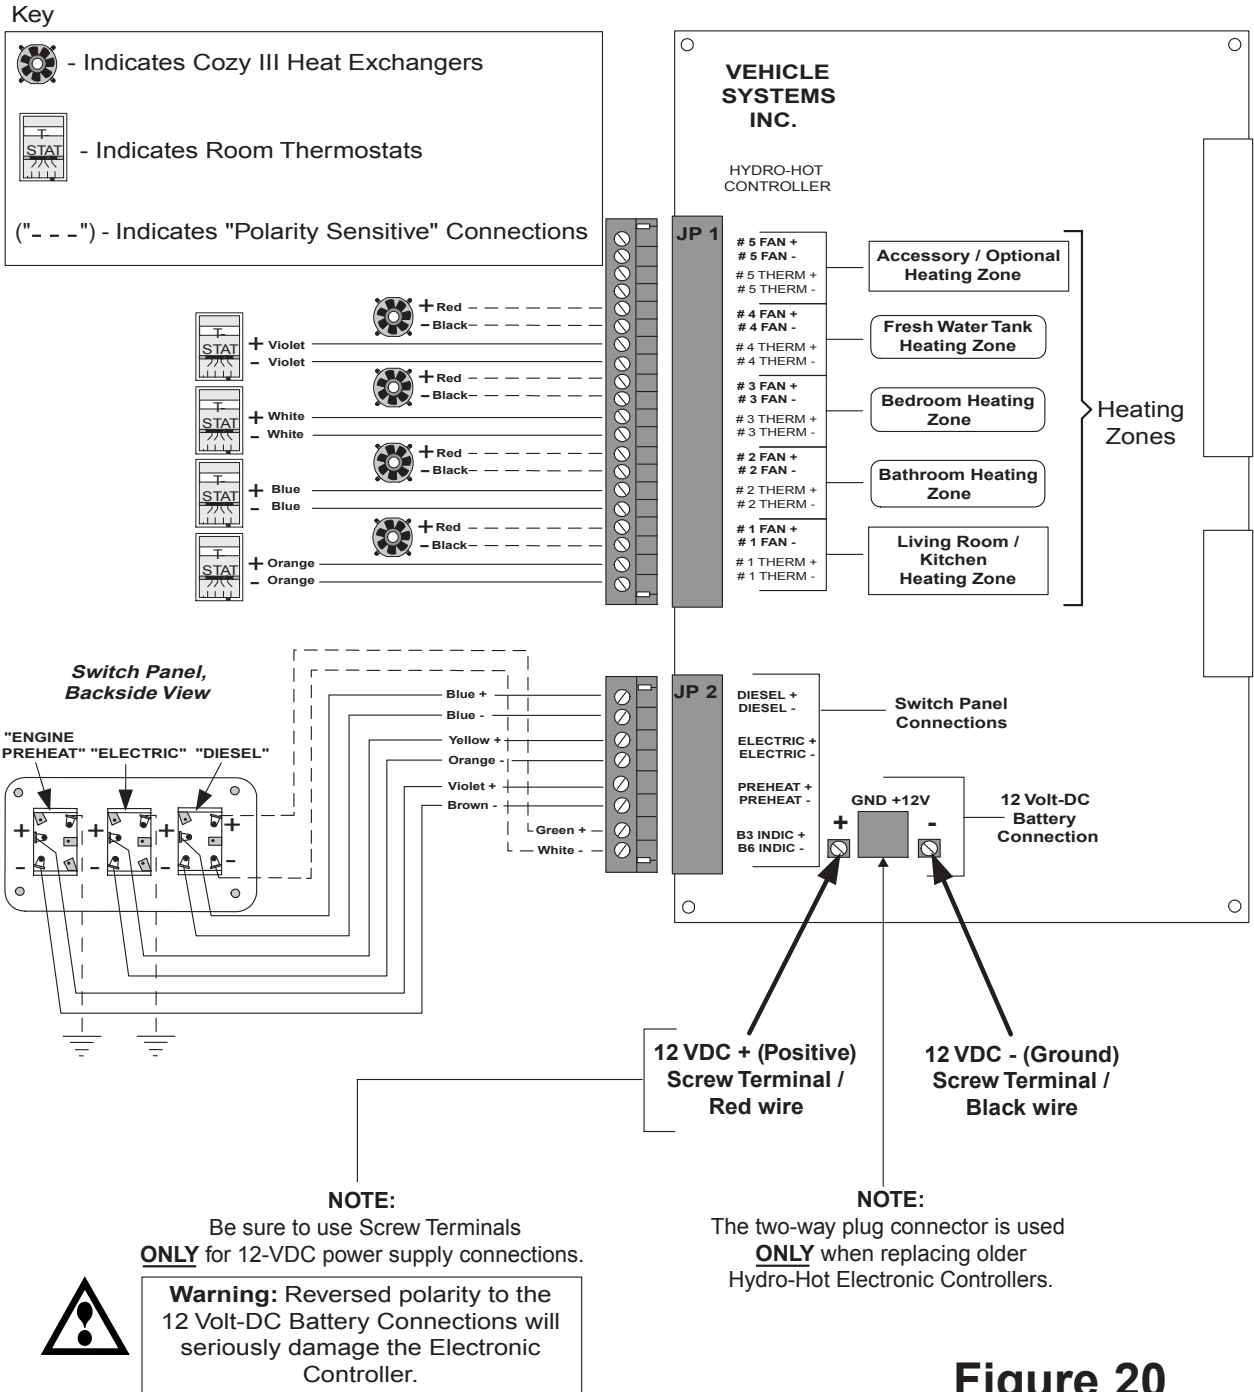 Key
- Indicates Cozy III Heat Exchangers
T-
STAT
- Indicates Room Thermostats
("- - -") - Indicates "Polarity Sensitive" Connections
VEHICLE
SYSTEMS
INC.
HYDRO-HOT
CONTROLLER
JP 1
# 5 FAN +
# 5 FAN -
# 5 THERM +
# 5 THERM -
Accessory / Optional
Heating Zone
# 4 FAN +
# 4 FAN -
# 4 THERM +
# 4 THERM -
Fresh Water Tank
Heating Zone
# 3 FAN +
# 3 FAN -
# 3 THERM +
# 3 THERM -
Bedroom Heating
Zone
# 2 FAN +
# 2 FAN -
# 2 THERM +
# 2 THERM -
Bathroom Heating
Zone
# 1 FAN +
# 1 FAN -
# 1 THERM +
# 1 THERM -
Living Room /
Kitchen
Heating Zone
Heating
Zones
+ Red
- Black
T-
STAT
+ Violet
- Violet
+ Red
- Black
T-
STAT
+ White
- White
+ Red
- Black
T-
STAT
+ Blue
- Blue
+ Red
- Black
T-
STAT
+ Orange
- Orange
Switch Panel,
Backside View
"ENGINE
PREHEAT" "ELECTRIC" "DIESEL"
+ + + +
- - - -
Blue +
Blue -
Yellow +
Orange -
Violet +
Brown -
Green +
White -
JP 2
DIESEL +
DIESEL -
ELECTRIC +
ELECTRIC -
PREHEAT +
PREHEAT -
B3 INDIC +
B6 INDIC -
Switch Panel
Connections
GND +12V
+ -
12 Volt-DC
Battery
Connection
12 VDC + (Positive)
Screw Terminal /
Red wire
12 VDC - (Ground)
Screw Terminal /
Black wire
NOTE:
Be sure to use Screw Terminals
ONLY for 12-VDC power supply connections.
NOTE:
The two-way plug connector is used
ONLY when replacing older
Hydro-Hot Electronic Controllers.
!
Warning: Reversed polarity to the
12 Volt-DC Battery Connections will
seriously damage the Electronic
Controller.
Figure 20